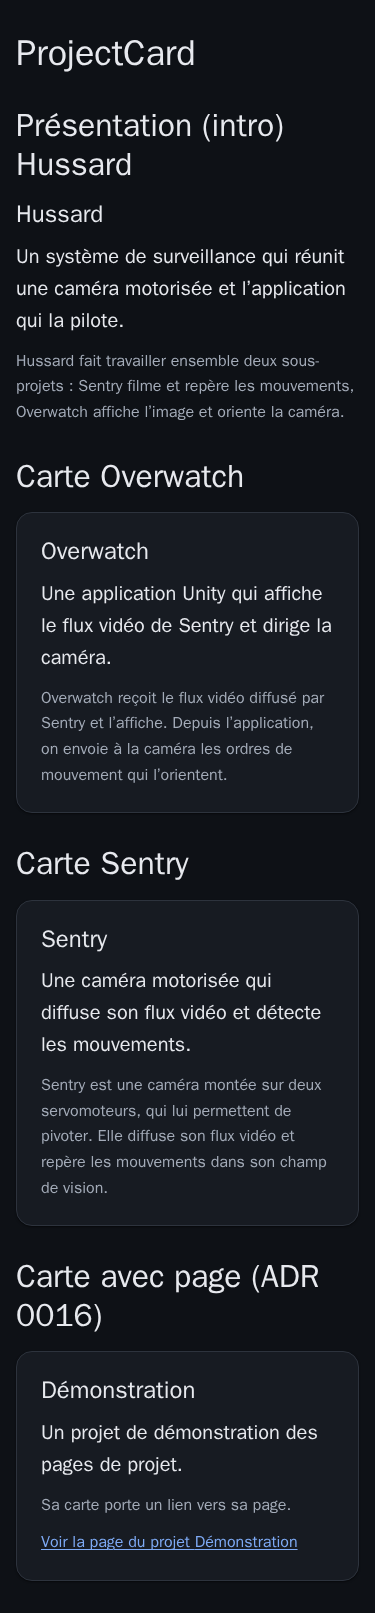 ProjectCard
Présentation (intro)
Hussard
Hussard
Un système de surveillance qui réunit
une caméra motorisée et l’application
qui la pilote.
Hussard fait travailler ensemble deux sous-
projets : Sentry filme et repère les mouvements,
Overwatch affiche l’image et oriente la caméra.
Carte Overwatch
Overwatch
Une application Unity qui affiche
le flux vidéo de Sentry et dirige la
caméra.
Overwatch reçoit le flux vidéo diffusé par
Sentry et l’affiche. Depuis l’application,
on envoie à la caméra les ordres de
mouvement qui l’orientent.
Carte Sentry
Sentry
Une caméra motorisée qui
diffuse son flux vidéo et détecte
les mouvements.
Sentry est une caméra montée sur deux
servomoteurs, qui lui permettent de
pivoter. Elle diffuse son flux vidéo et
repère les mouvements dans son champ
de vision.
Carte avec page (ADR
0016)
Démonstration
Un projet de démonstration des
pages de projet.
Sa carte porte un lien vers sa page.
Voir la page du projet Démonstration